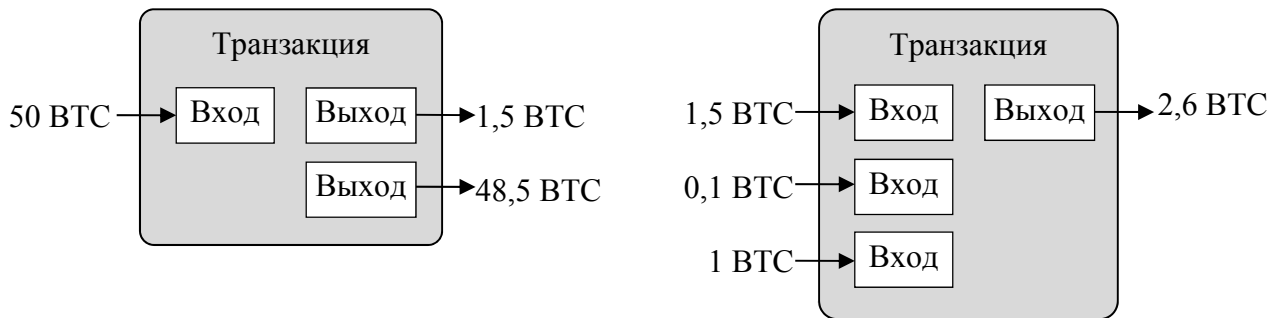 Транзакция
50 BTC
Вход
Выход
1,5 BTC
Выход
48,5 BTC
Транзакция
1,5 BTC
Вход
Выход
2,6 BTC
0,1 BTC
Вход
1 BTC
Вход